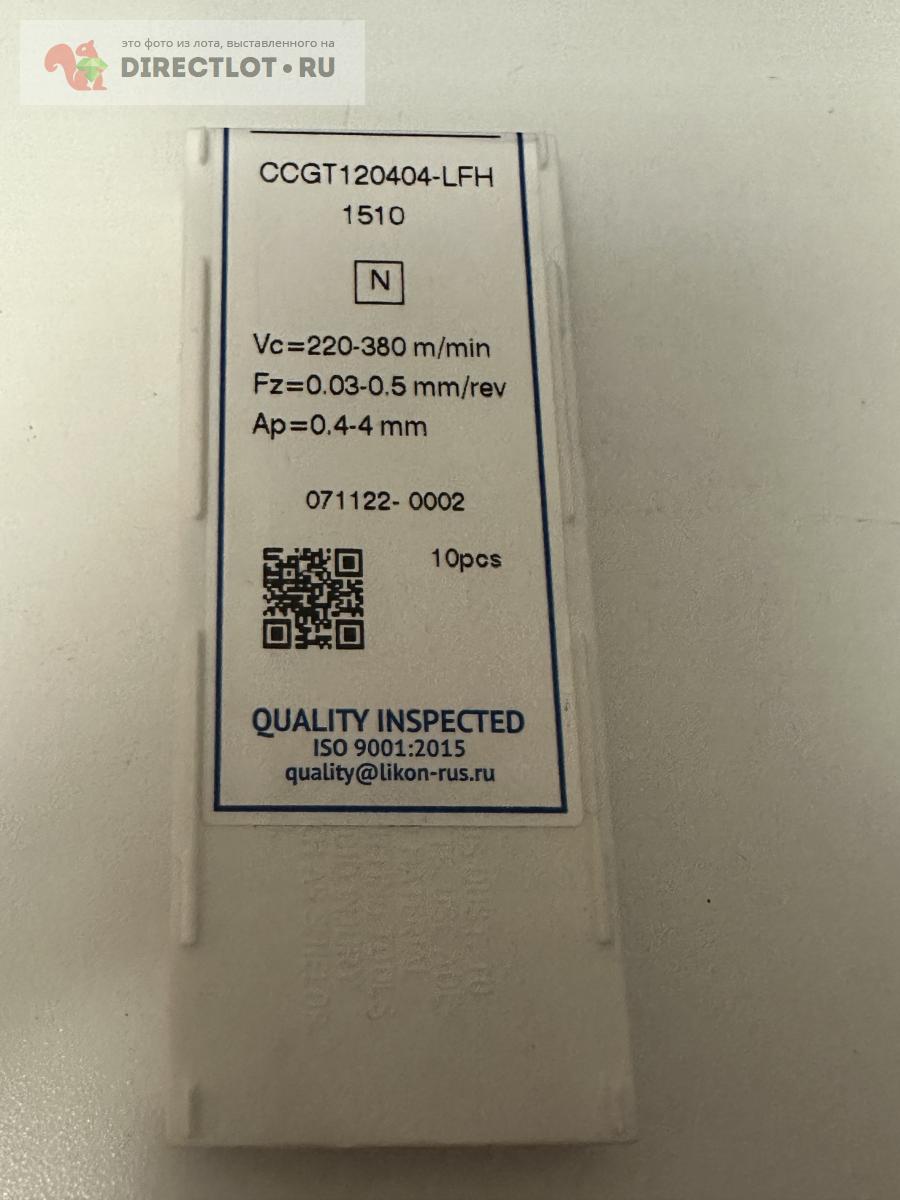 это фото из лота, выставленного на
DIRECTLOT•RU
CCGT120404-LFH
1510
N
Vc=220-380 m/min
Fz=0.03-0.5 mm/rev
Ap=0.4-4 mm
071122- 0002
10pcs
QUALITY INSPECTED
ISO 9001:2015
quality@likon-rus.ru